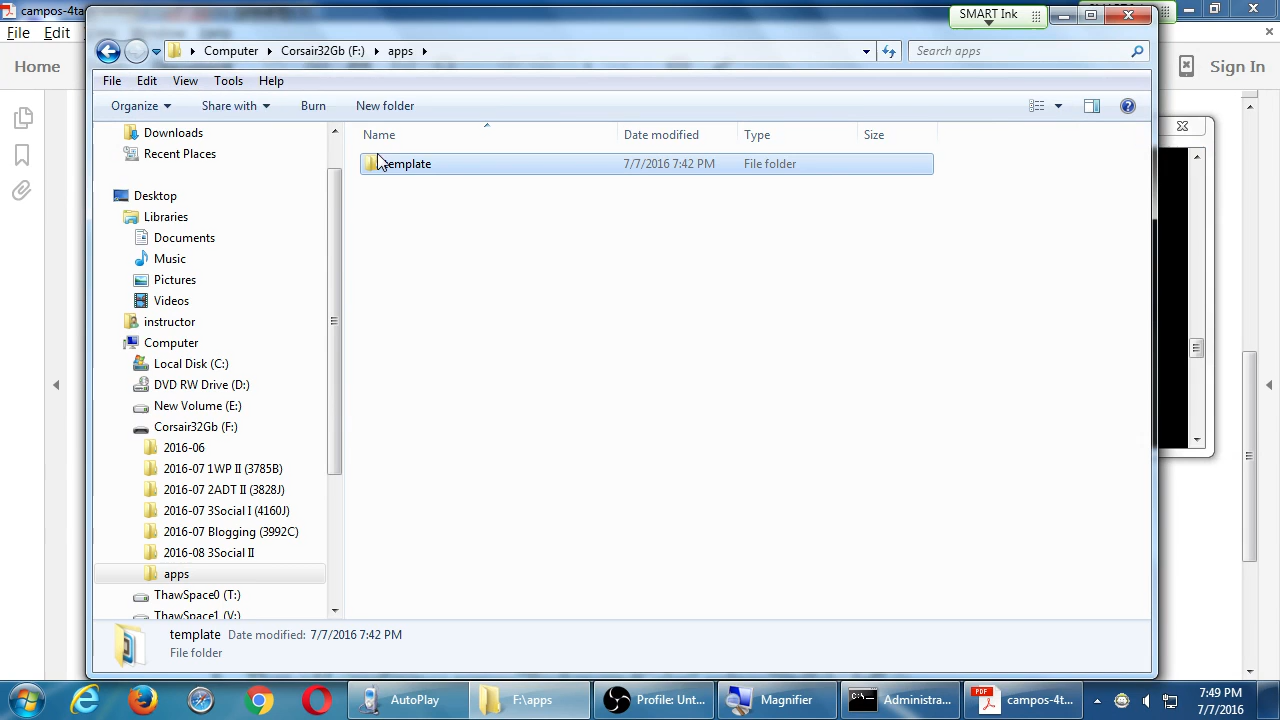 campos-4ta
SMART Ink
File Edit
Computer Corsair32Gb (F:) apps
Search apps
Home
Sign In
File Edit View Tools Help
Organize Share with Burn New folder
Name Date modified Type Size
template 7/7/2016 7:42 PM File folder
Downloads
Recent Places
Desktop
Libraries
Documents
Music
Pictures
Videos
instructor
Computer
Local Disk (C:)
DVD RW Drive (D:)
New Volume (E:)
Corsair32Gb (F:)
2016-06
2016-07 1WP II (3785B)
2016-07 2ADT II (3828J)
2016-07 3Social I (4160J)
2016-07 Blogging (3992C)
2016-08 3Social II
apps
ThawSpace0 (T:)
ThawSpace1 (V:)
template Date modified: 7/7/2016 7:42 PM
File folder
AutoPlay F:\apps Profile: Unt... Magnifier C:\ Administra... PDF campos-4t...
7:49 PM
7/7/2016